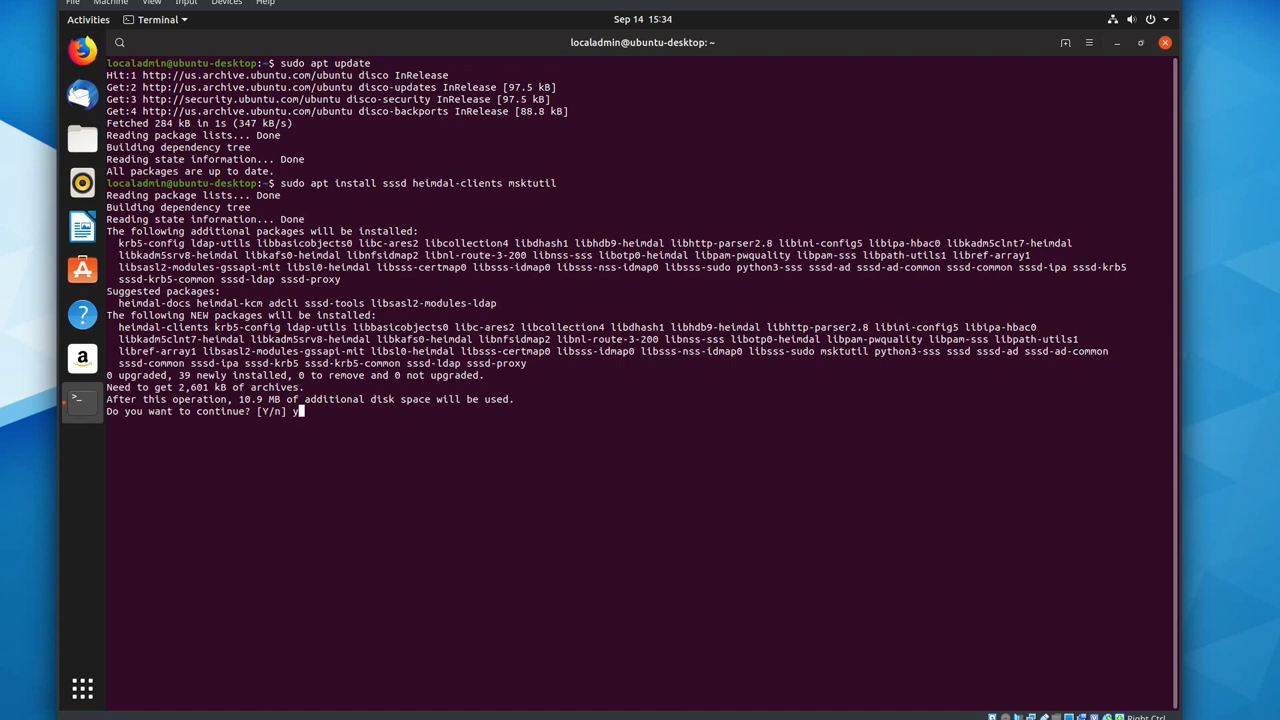 File Machine View Input Devices Help
Activities Terminal Sep 14 15:34
localadmin@ubuntu-desktop: ~
localadmin@ubuntu-desktop:~$ sudo apt update
Hit:1 http://us.archive.ubuntu.com/ubuntu disco InRelease
Get:2 http://us.archive.ubuntu.com/ubuntu disco-updates InRelease [97.5 kB]
Get:3 http://security.ubuntu.com/ubuntu disco-security InRelease [97.5 kB]
Get:4 http://us.archive.ubuntu.com/ubuntu disco-backports InRelease [88.8 kB]
Fetched 284 kB in 1s (347 kB/s)
Reading package lists... Done
Building dependency tree
Reading state information... Done
All packages are up to date.
localadmin@ubuntu-desktop:~$ sudo apt install sssd heimdal-clients msktutil
Reading package lists... Done
Building dependency tree
Reading state information... Done
The following additional packages will be installed:
krb5-config ldap-utils libbasicobjects0 libc-ares2 libcollection4 libdhash1 libhdb9-heimdal libhttp-parser2.8 libini-config5 libipa-hbac0 libkadm5clnt7-heimdal
libkadm5srv8-heimdal libkafs0-heimdal libnfsidmap2 libnl-route-3-200 libnss-sss libotp0-heimdal libpam-pwquality libpam-sss libpath-utils1 libref-array1
libsasl2-modules-gssapi-mit libsl0-heimdal libsss-certmap0 libsss-idmap0 libsss-nss-idmap0 libsss-sudo python3-sss sssd-ad sssd-ad-common sssd-common sssd-ipa sssd-krb5
sssd-krb5-common sssd-ldap sssd-proxy
Suggested packages:
heimdal-docs heimdal-kcm adcli sssd-tools libsasl2-modules-ldap
The following NEW packages will be installed:
heimdal-clients krb5-config ldap-utils libbasicobjects0 libc-ares2 libcollection4 libdhash1 libhdb9-heimdal libhttp-parser2.8 libini-config5 libipa-hbac0
libkadm5clnt7-heimdal libkadm5srv8-heimdal libkafs0-heimdal libnfsidmap2 libnl-route-3-200 libnss-sss libotp0-heimdal libpam-pwquality libpam-sss libpath-utils1
libref-array1 libsasl2-modules-gssapi-mit libsl0-heimdal libsss-certmap0 libsss-idmap0 libsss-nss-idmap0 libsss-sudo msktutil python3-sss sssd sssd-ad sssd-ad-common
sssd-common sssd-ipa sssd-krb5 sssd-krb5-common sssd-ldap sssd-proxy
0 upgraded, 39 newly installed, 0 to remove and 0 not upgraded.
Need to get 2,601 kB of archives.
After this operation, 10.9 MB of additional disk space will be used.
Do you want to continue? [Y/n] y
Right Ctrl